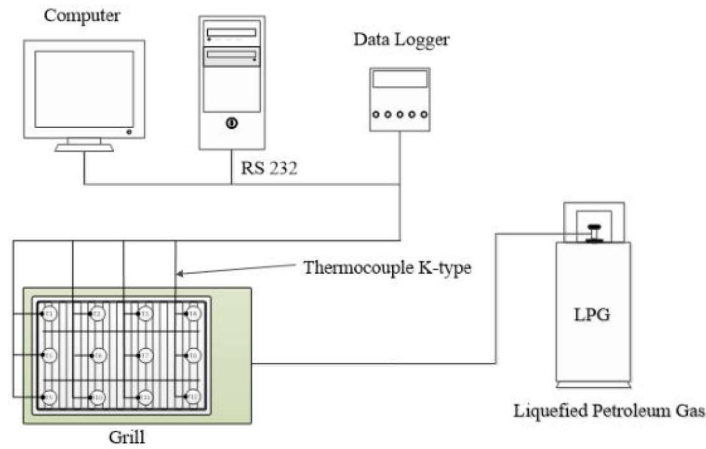 Computer
Data Logger
RS 232
Thermocouple K-type
LPG
Liquefied Petroleum Gas
Grill